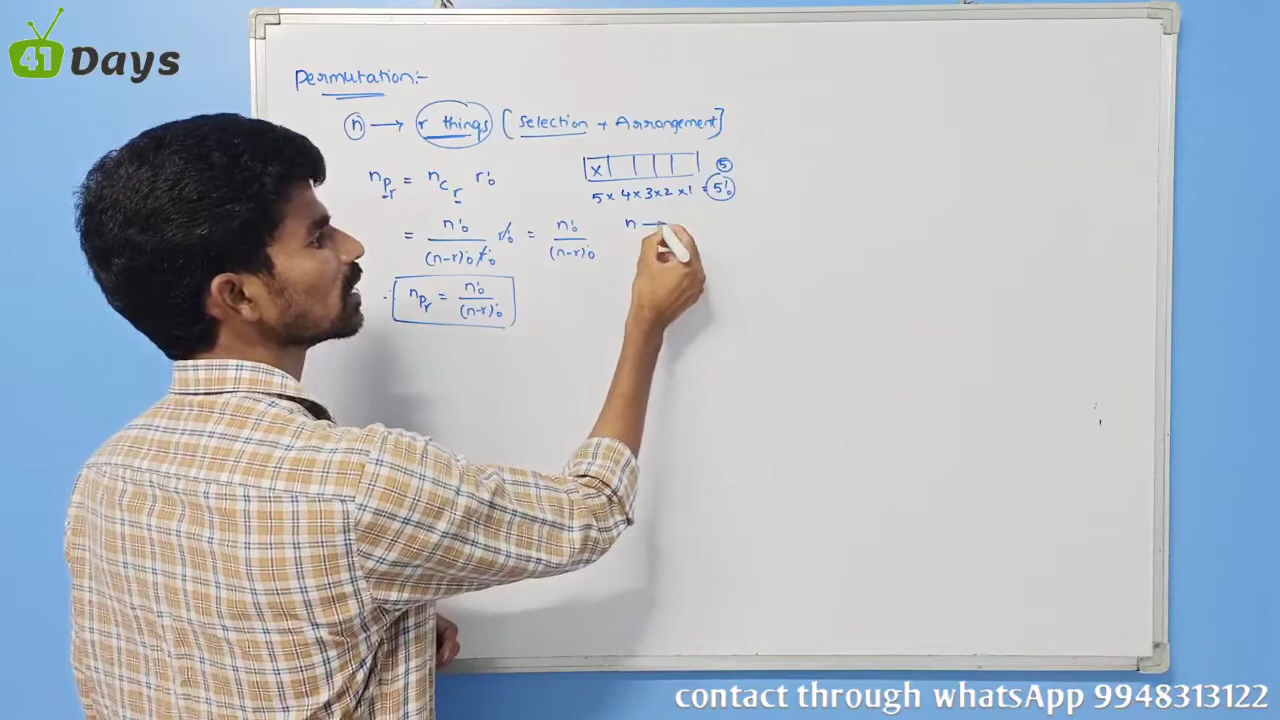 41 Days
Permutation:-
n → r things [selection + Arrangement]
nPr = nCr r! 5
5 x 4 x 3 x 2 x 1 = 5!
= n! / (n-r)! r! r! = n! / (n-r)! n →
∴ nPr = n! / (n-r)!
contact through whatsApp 9948313122